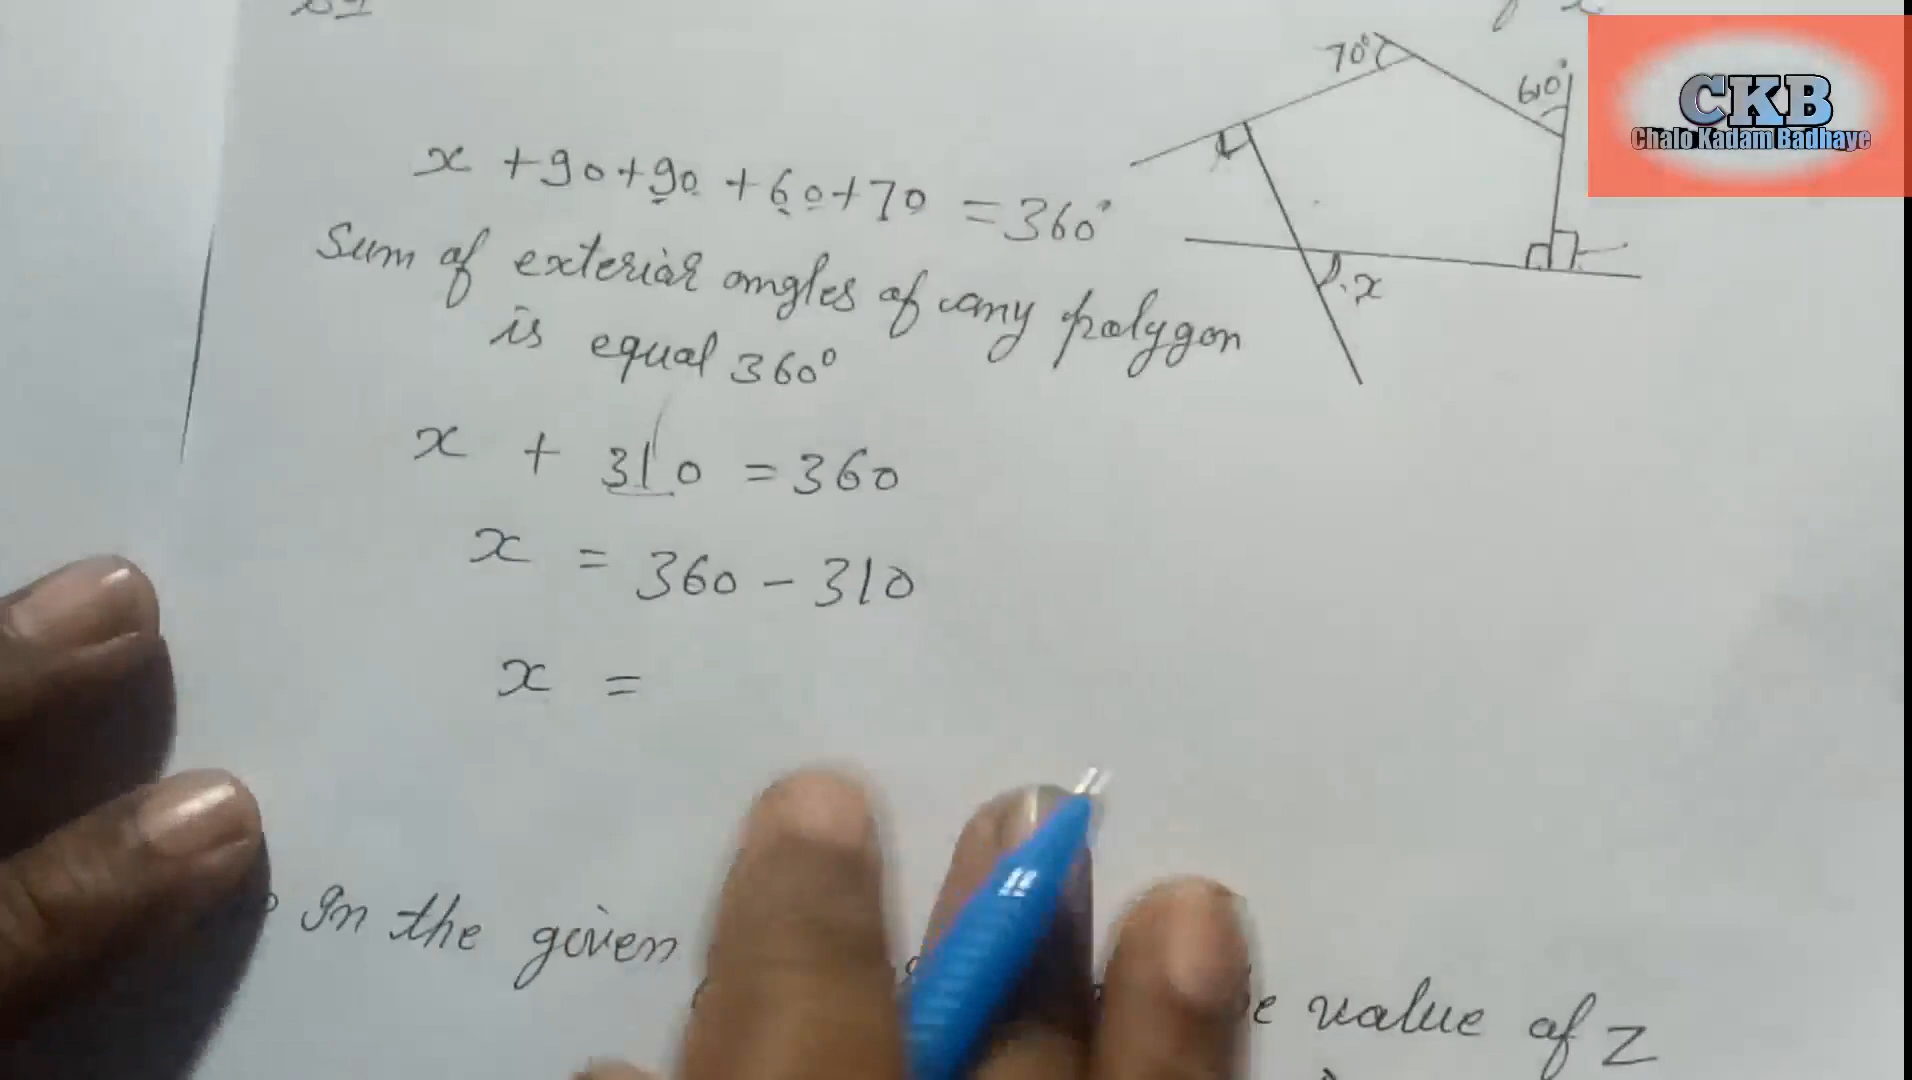 70°
60°
CKB
Chalo Kadam Badhaye
x + 90 + 90 + 60 + 70 = 360°
Sum of exterior angles of any polygon
x
is equal 360°
x + 310 = 360
x = 360 - 310
x =
In the given
value of z